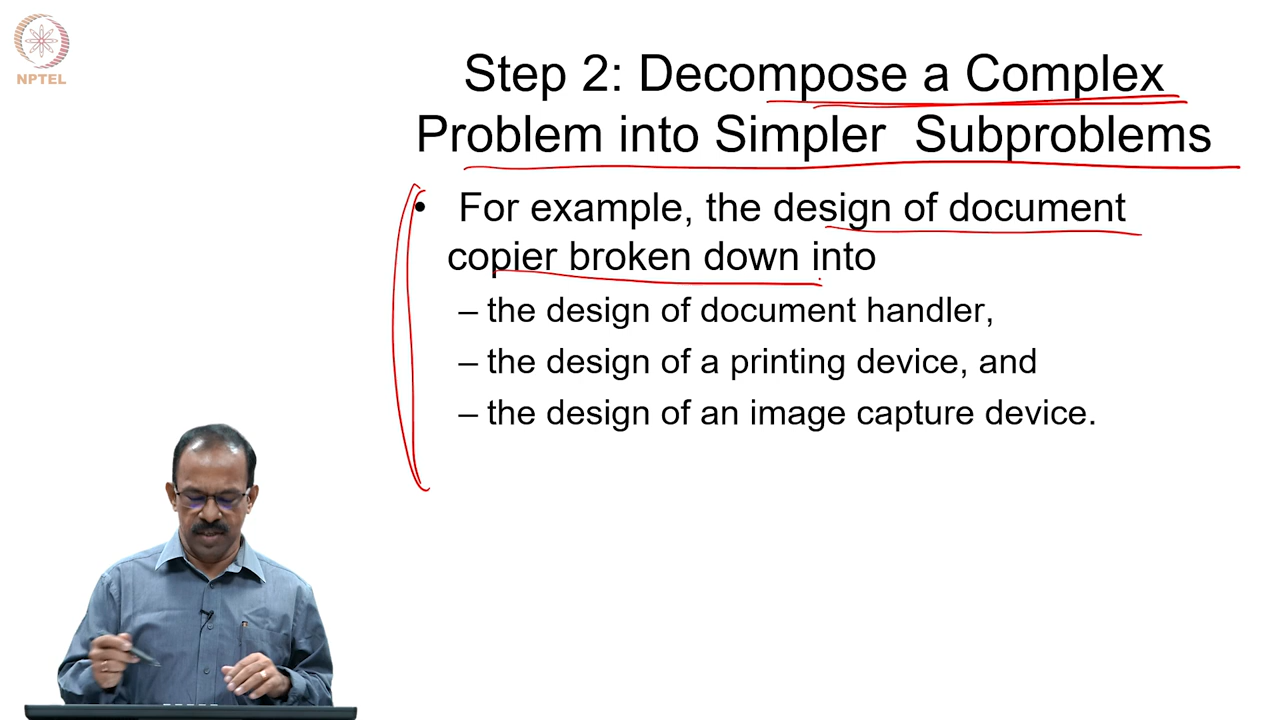 NPTEL
Step 2: Decompose a Complex
Problem into Simpler Subproblems
• For example, the design of document
copier broken down into
– the design of document handler,
– the design of a printing device, and
– the design of an image capture device.